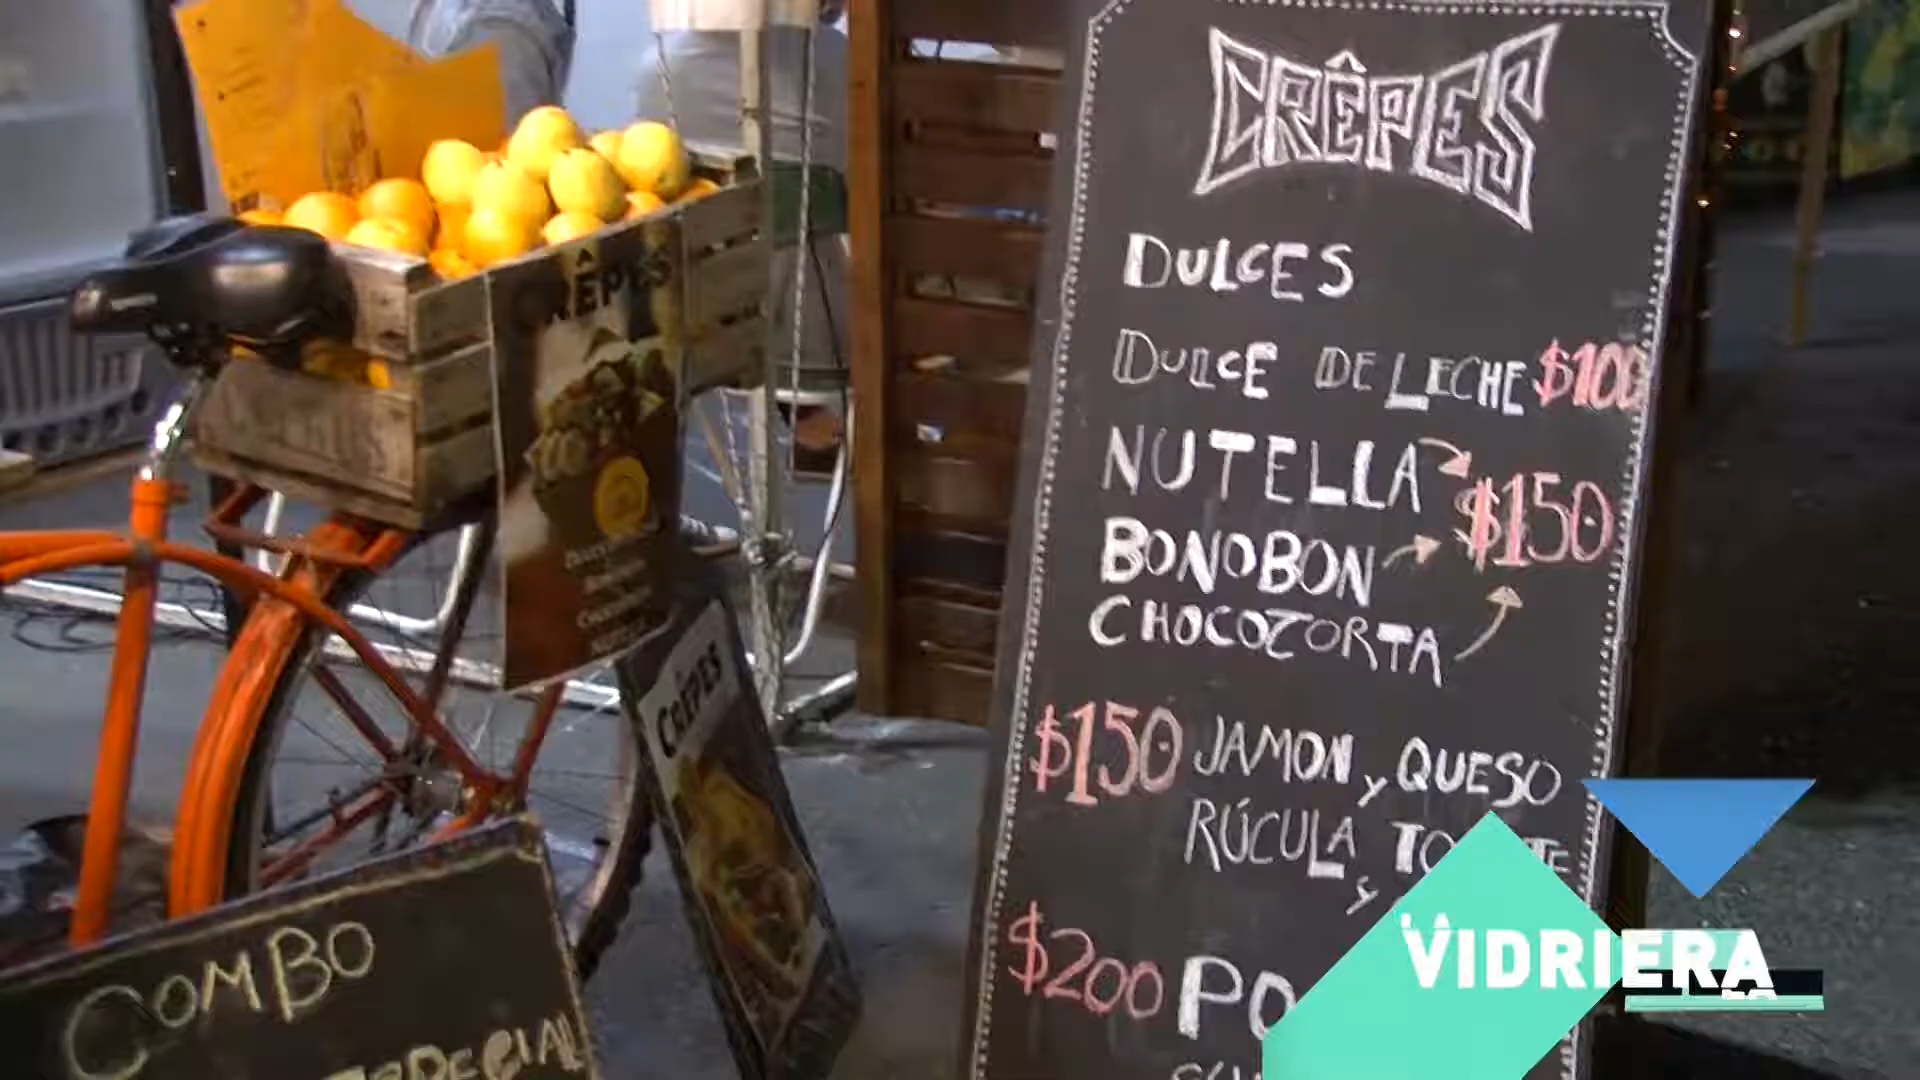 CRÊPES
DULCES
DULCE DE LECHE $100
NUTELLA $150
BONOBON
CHOCOTORTA
$150 JAMON y QUESO
RÚCULA
y
$200
CRÊPES
CRÊPES
COMBO
ESPECIAL
LA VIDRIERA